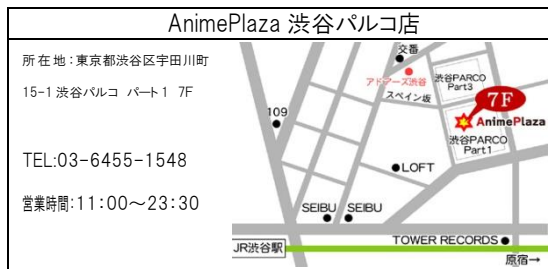 AnimePlaza 渋谷パルコ店
所在地:東京都渋谷区宇田川町
15-1 渋谷パルコ パート1 7F
TEL:03-6455-1548
営業時間:11:00～23:30
交番
アドアーズ渋谷
スペイン坂
渋谷PARCO
Part3
7F
109
AnimePlaza
渋谷PARCO
Part1
LOFT
SEIBU SEIBU
TOWER RECORDS
JR渋谷駅
原宿→